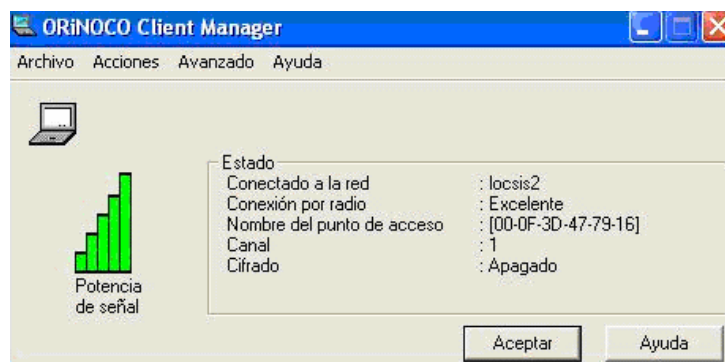 ORiNOCO Client Manager
Archivo Acciones Avanzado Ayuda
Estado
Conectado a la red : locsis2
Conexión por radio : Excelente
Nombre del punto de acceso : [00-0F-3D-47-79-16]
Canal : 1
Cifrado : Apagado
Potencia
de señal
Aceptar Ayuda